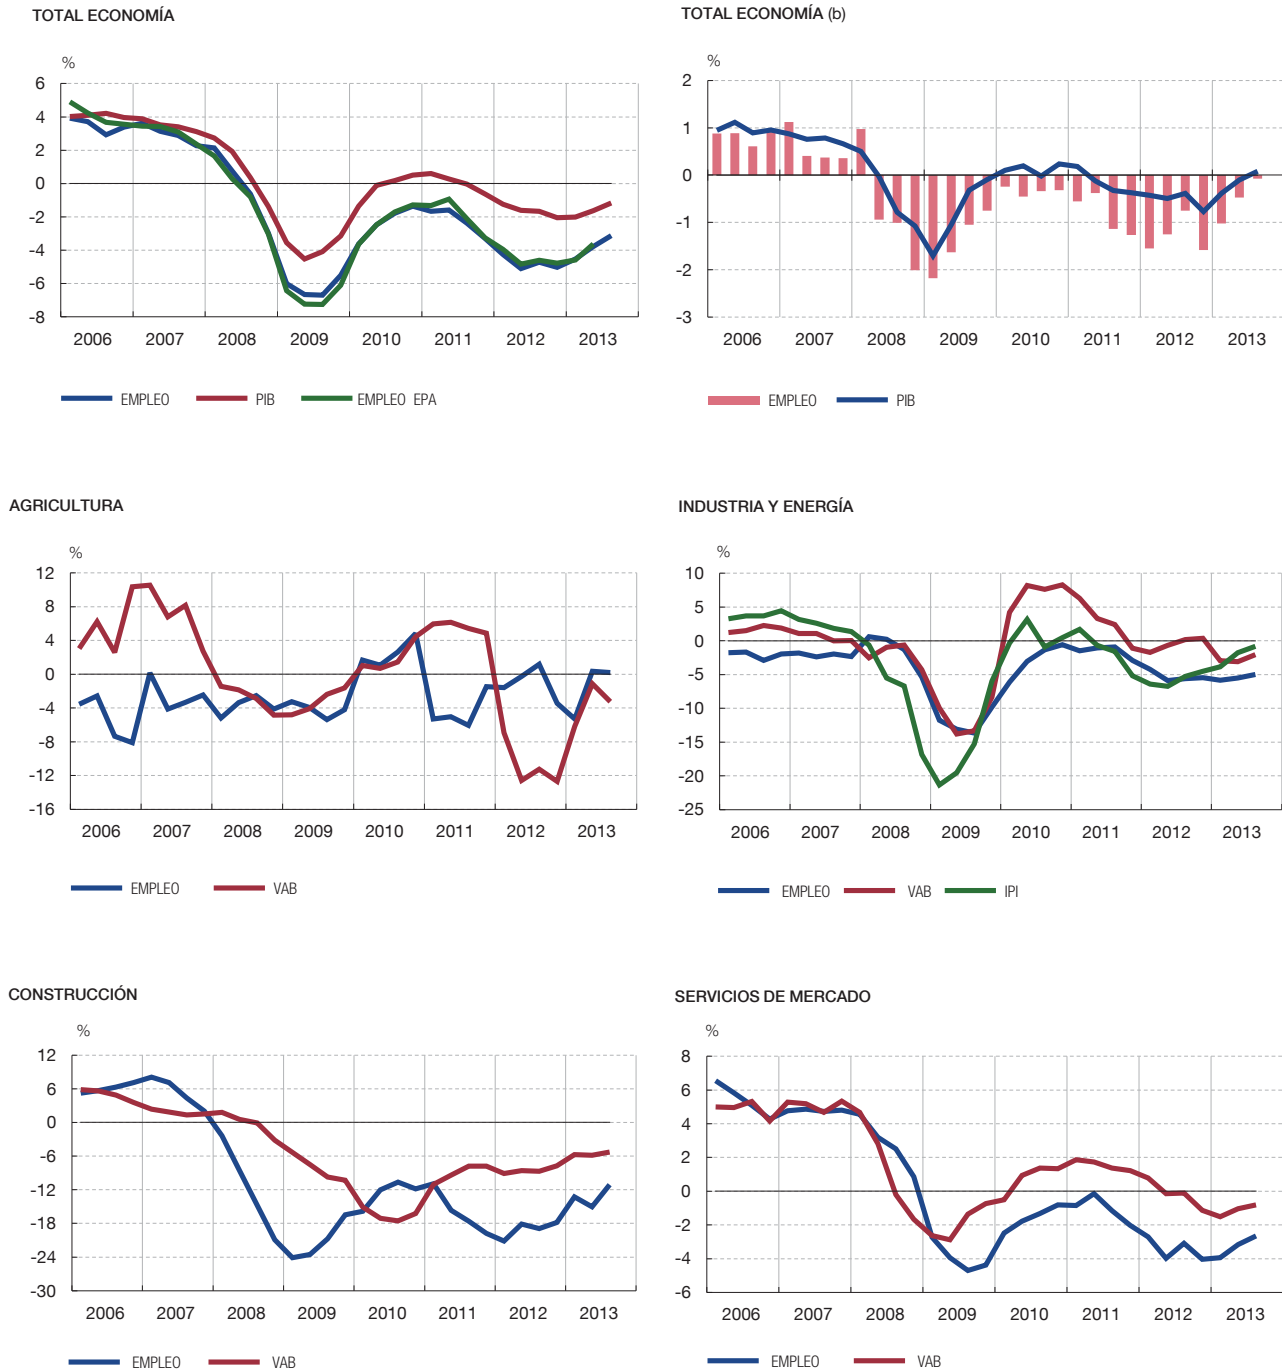 TOTAL ECONOMÍA
%
6
4
2
0
-2
-4
-6
-8
2006 2007 2008 2009 2010 2011 2012 2013
EMPLEO PIB EMPLEO EPA
TOTAL ECONOMÍA (b)
%
2
1
0
-1
-2
-3
2006 2007 2008 2009 2010 2011 2012 2013
EMPLEO PIB
AGRICULTURA
%
12
8
4
0
-4
-8
-12
-16
2006 2007 2008 2009 2010 2011 2012 2013
EMPLEO VAB
INDUSTRIA Y ENERGÍA
%
10
5
0
-5
-10
-15
-20
-25
2006 2007 2008 2009 2010 2011 2012 2013
EMPLEO VAB IPI
CONSTRUCCIÓN
%
12
6
0
-6
-12
-18
-24
-30
2006 2007 2008 2009 2010 2011 2012 2013
EMPLEO VAB
SERVICIOS DE MERCADO
%
8
6
4
2
0
-2
-4
-6
2006 2007 2008 2009 2010 2011 2012 2013
EMPLEO VAB